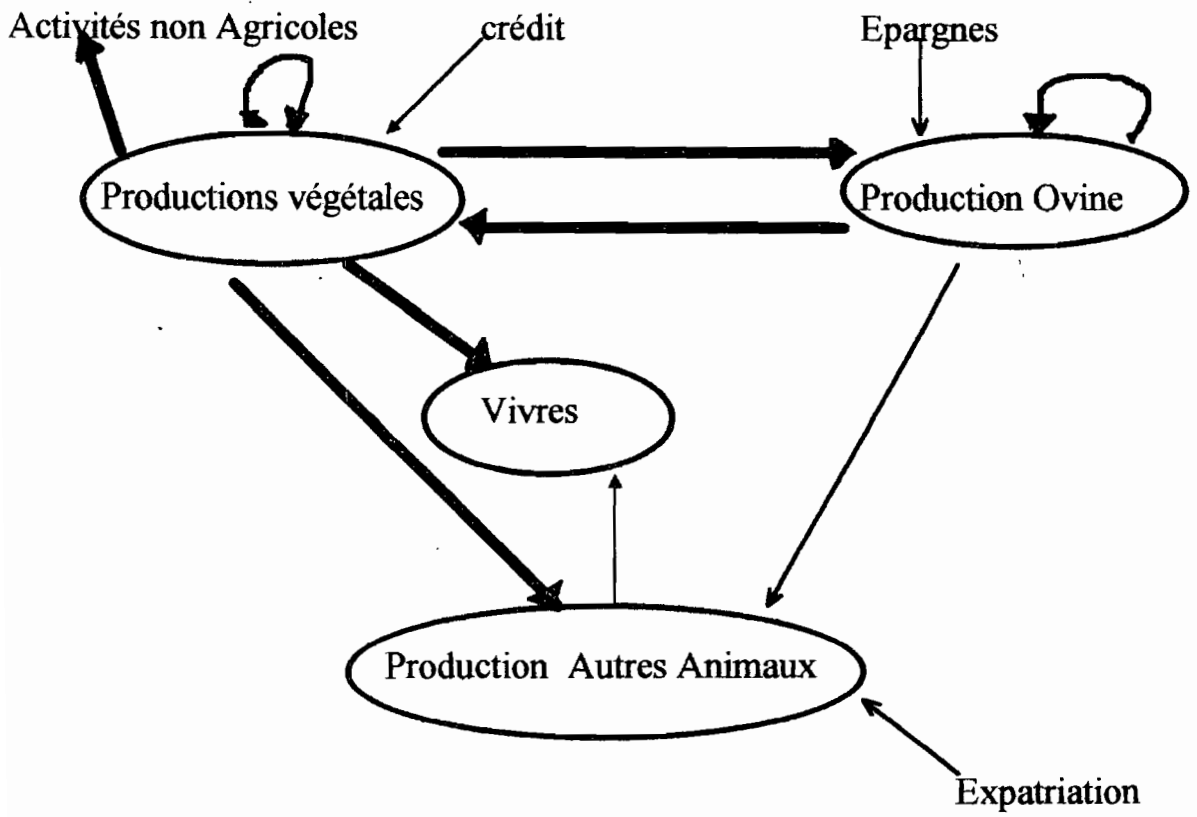 Activités non Agricoles
crédit
Epargnes
Productions végétales
Production Ovine
Vivres
Production Autres Animaux
Expatriation